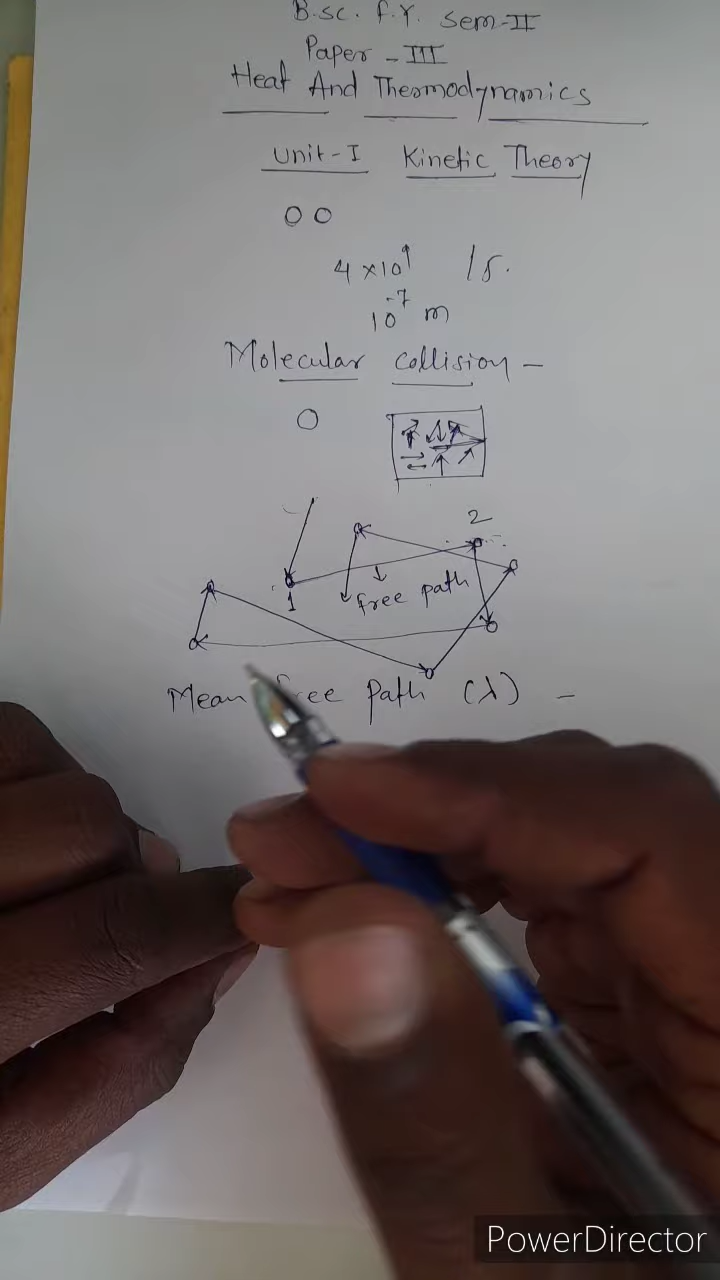 B.Sc. F.Y. Sem-II
Paper - III
Heat And Thermodynamics
Unit-I Kinetic Theory
4 ×10⁹ /s.
10⁻⁷ m
Molecular Collision -
2
1
free path
Mean free Path (λ) -
PowerDirector